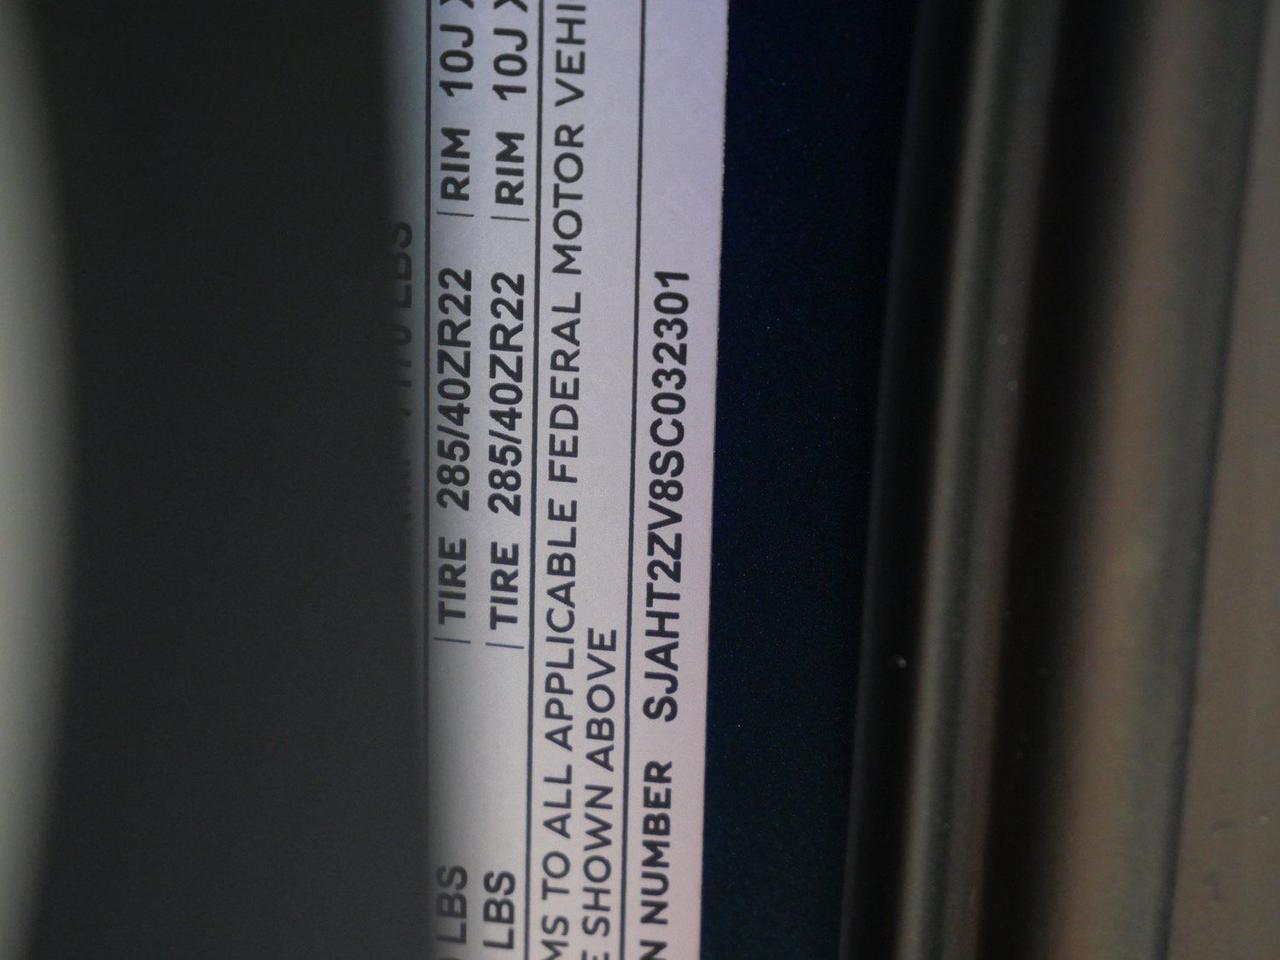 LBS | TIRE 285/40ZR22 | RIM 10J X
LBS | TIRE 285/40ZR22 | RIM 10J X
MS TO ALL APPLICABLE FEDERAL MOTOR VEHI
E SHOWN ABOVE
N NUMBER SJAHT2ZV8SC032301